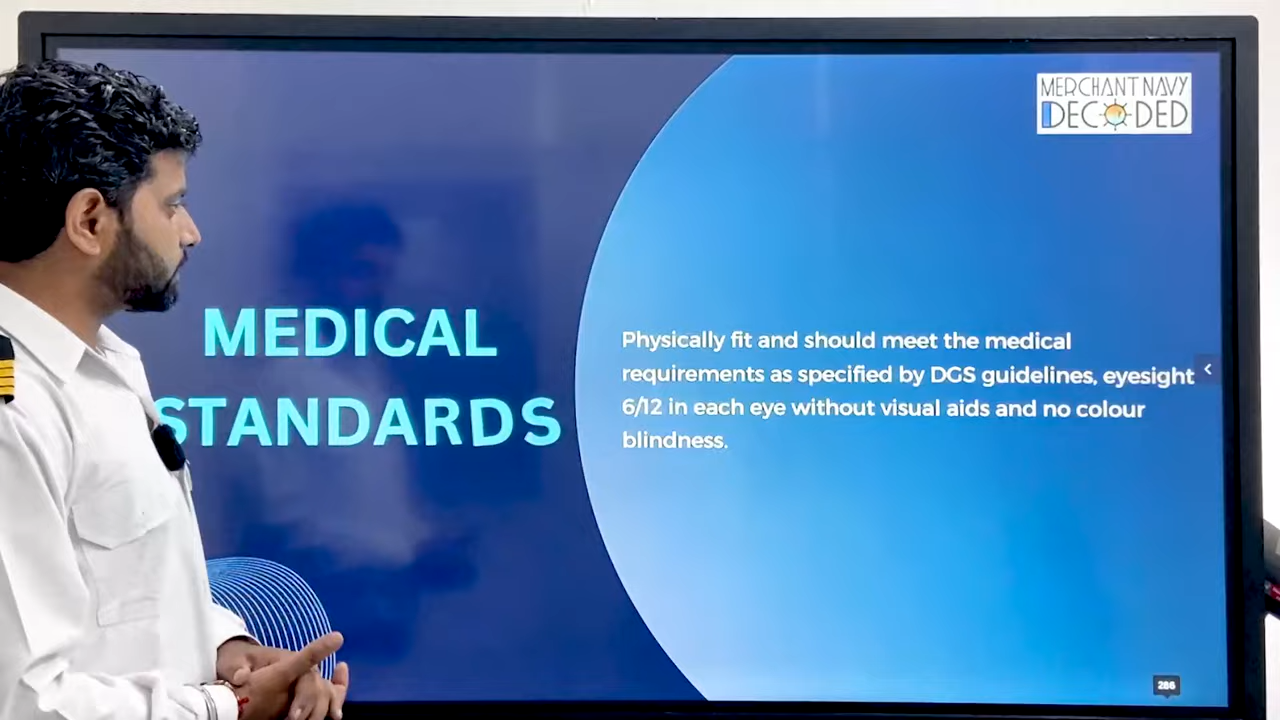 MERCHANT NAVY
DECODED
MEDICAL
STANDARDS
Physically fit and should meet the medical
requirements as specified by DGS guidelines, eyesight
6/12 in each eye without visual aids and no colour
blindness.
286